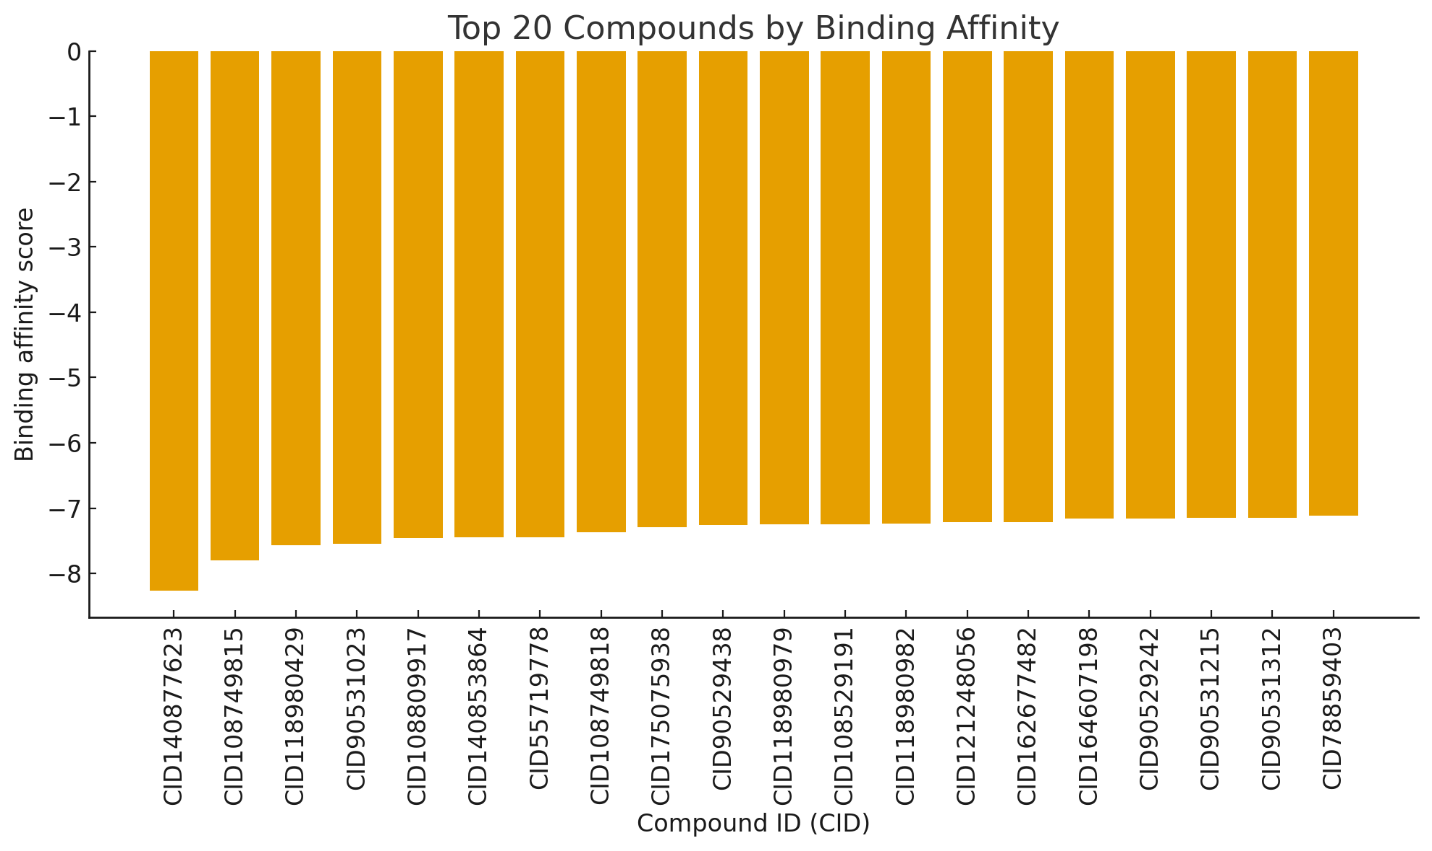 Top 20 Compounds by Binding Affinity
0
−1
−2
−3
−4
−5
−6
−7
−8
Binding affinity score
CID140877623
CID108749815
CID118980429
CID90531023
CID108809917
CID140853864
CID55719778
CID108749818
CID175075938
CID90529438
CID118980979
CID108529191
CID118980982
CID121248056
CID162677482
CID164607198
CID90529242
CID90531215
CID90531312
CID78859403
Compound ID (CID)